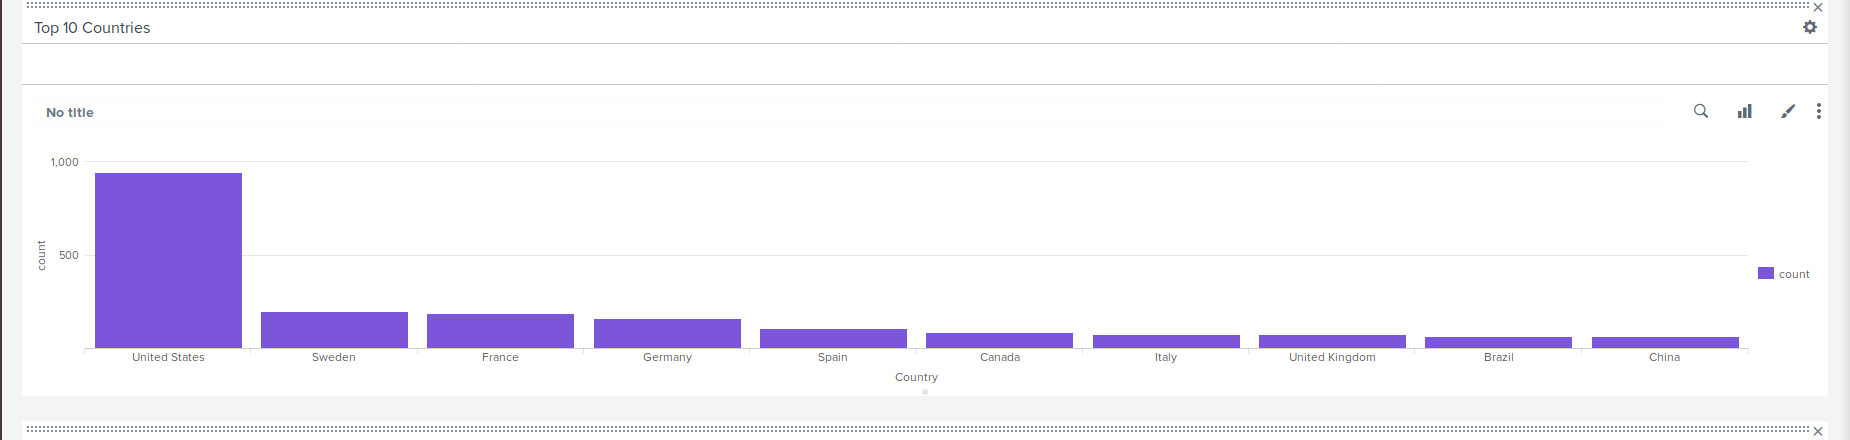 Top 10 Countries
No title
1,000
500
count
count
United States Sweden France Germany Spain Canada Italy United Kingdom Brazil China
Country